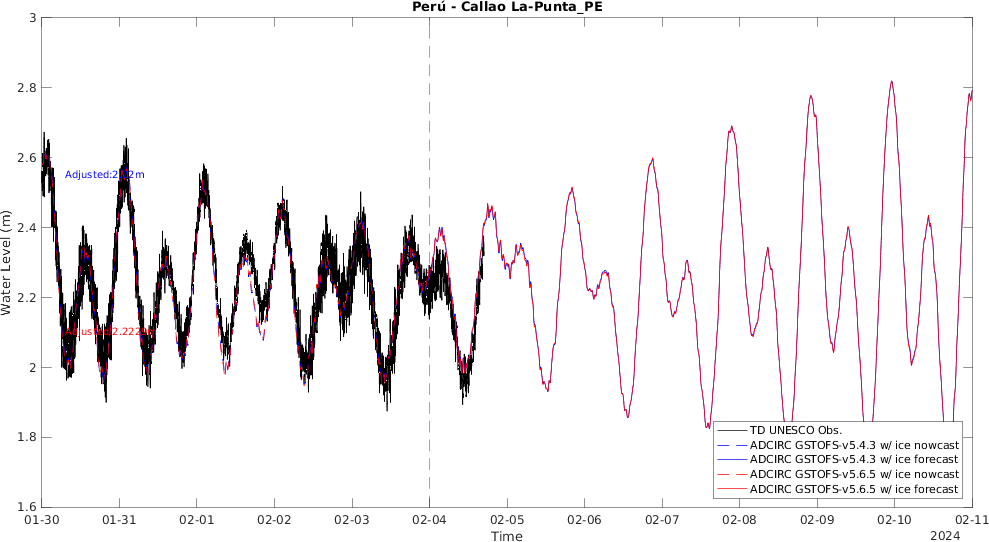 Perú - Callao La-Punta_PE
3
2.8
2.6
2.4
2.2
2
1.8
1.6
Water Level (m)
TD UNESCO Obs.
ADCIRC GSTOFS-v5.4.3 w/ ice nowcast
ADCIRC GSTOFS-v5.4.3 w/ ice forecast
ADCIRC GSTOFS-v5.6.5 w/ ice nowcast
ADCIRC GSTOFS-v5.6.5 w/ ice forecast
01-30 01-31 02-01 02-02 02-03 02-04 02-05 02-06 02-07 02-08 02-09 02-10 02-11
Time
2024